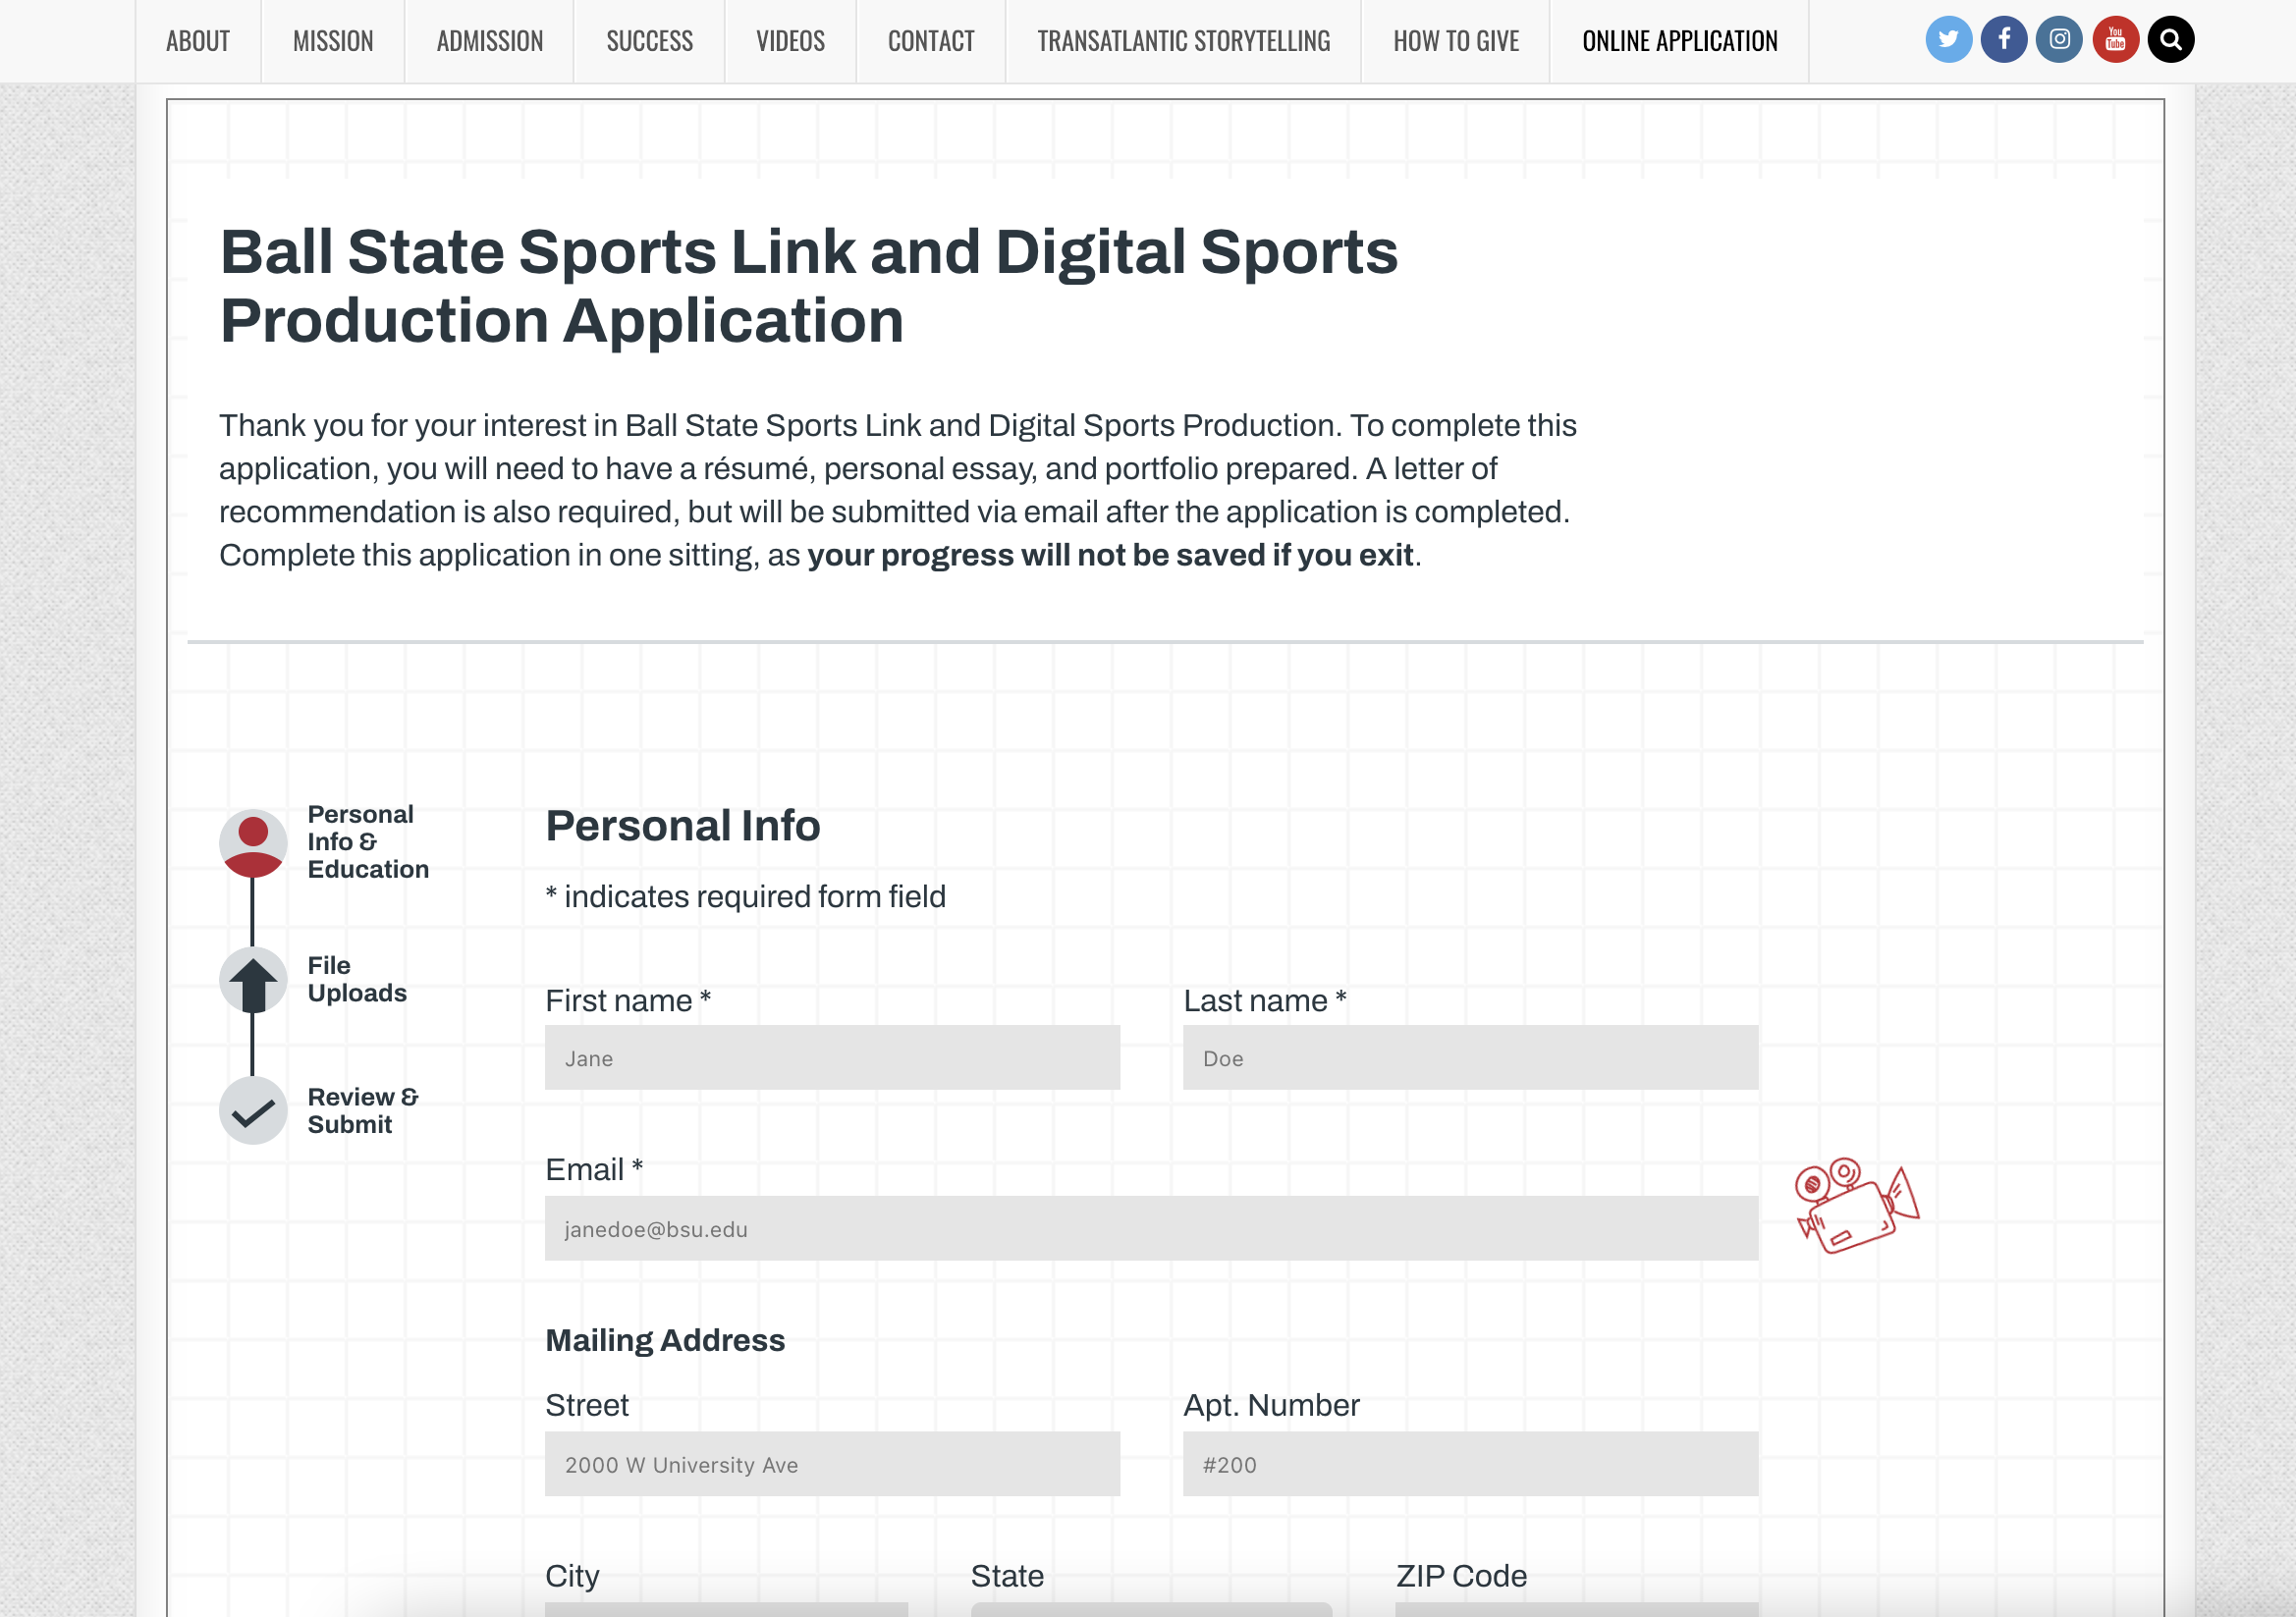 ABOUT MISSION ADMISSION SUCCESS VIDEOS CONTACT TRANSATLANTIC STORYTELLING HOW TO GIVE ONLINE APPLICATION You Tube
Ball State Sports Link and Digital Sports
Production Application
Thank you for your interest in Ball State Sports Link and Digital Sports Production. To complete this
application, you will need to have a résumé, personal essay, and portfolio prepared. A letter of
recommendation is also required, but will be submitted via email after the application is completed.
Complete this application in one sitting, as your progress will not be saved if you exit.
Personal
Info &
Education
File
Uploads
Review &
Submit
Personal Info
* indicates required form field
First name * Last name *
Jane Doe
Email *
janedoe@bsu.edu
Mailing Address
Street Apt. Number
2000 W University Ave #200
City State ZIP Code